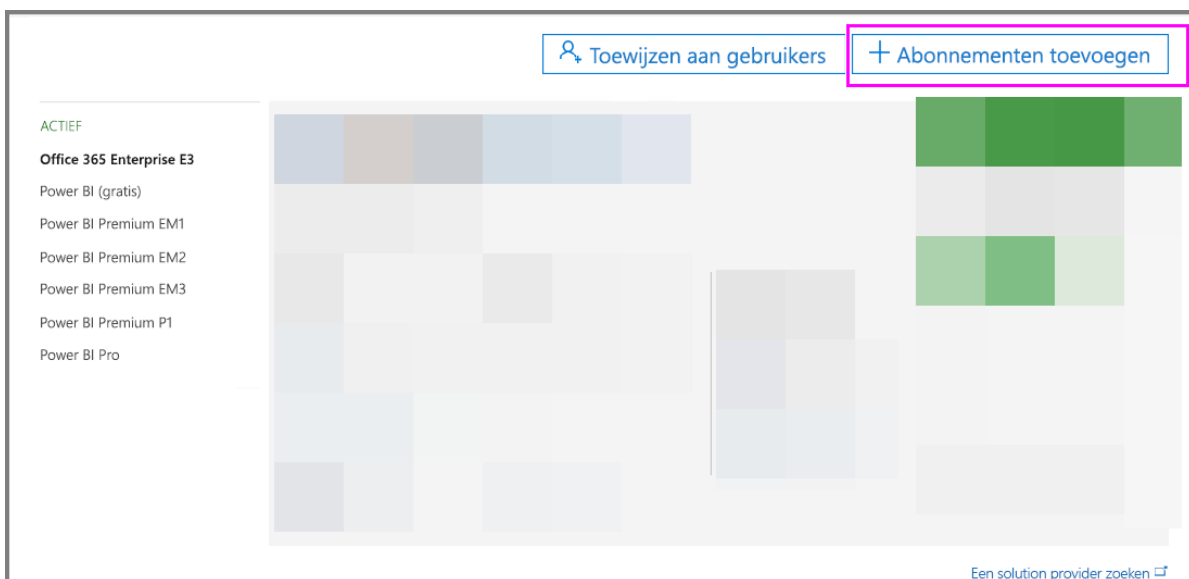 Toewijzen aan gebruikers
Abonnementen toevoegen
ACTIEF
Office 365 Enterprise E3
Power BI (gratis)
Power BI Premium EM1
Power BI Premium EM2
Power BI Premium EM3
Power BI Premium P1
Power BI Pro
Een solution provider zoeken